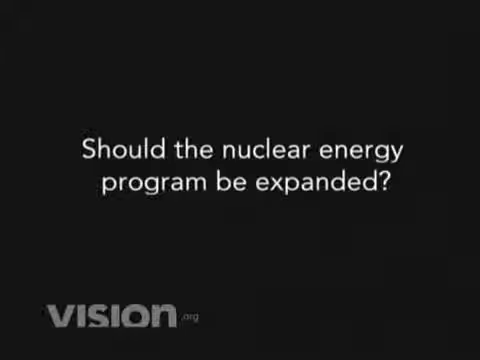 Should the nuclear energy
program be expanded?
VISION.org